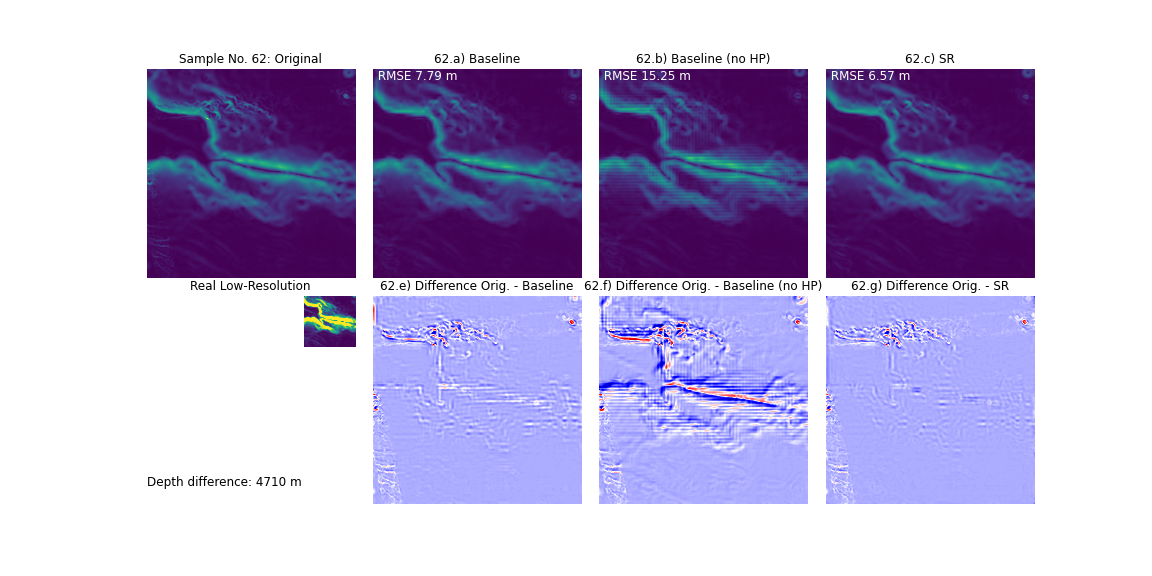 Sample No. 62: Original
62.a) Baseline
62.b) Baseline (no HP)
62.c) SR
RMSE 7.79 m
RMSE 15.25 m
RMSE 6.57 m
Real Low-Resolution
62.e) Difference Orig. - Baseline
62.f) Difference Orig. - Baseline (no HP)
62.g) Difference Orig. - SR
Depth difference: 4710 m